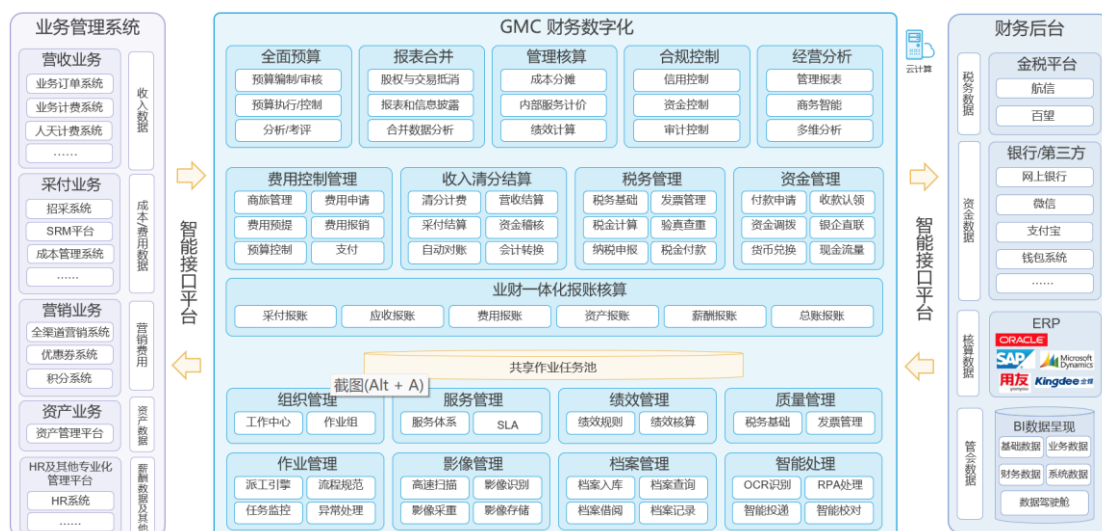 业务管理系统
营收业务
业务订单系统
业务计费系统
人天计费系统
……
收入数据
采付业务
招采系统
SRM平台
成本管理系统
……
成本/费用数据
营销业务
全渠道营销系统
优惠券系统
积分系统
营销费用
资产业务
资产管理平台
资产数据
HR及其他专业化
管理平台
HR系统
……
薪酬数据及其他
智能接口平台
GMC 财务数字化
全面预算
预算编制/审核
预算执行/控制
分析/考评
报表合并
股权与交易抵消
报表和信息披露
合并数据分析
管理核算
成本分摊
内部服务计价
绩效计算
合规控制
信用控制
资金控制
审计控制
经营分析
管理报表
商务智能
多维分析
费用控制管理
商旅管理 费用申请
费用预提 费用报销
预算控制 支付
收入清分结算
清分计费 营收结算
采付结算 资金稽核
自动对账 会计转换
税务管理
税务基础 发票管理
税金计算 验真查重
纳税申报 税金付款
资金管理
付款申请 收款认领
资金调拨 银企直联
货币兑换 现金流量
业财一体化报账核算
采付报账 应收报账 费用报账 资产报账 薪酬报账 总账报账
共享作业任务池
截图(Alt + A)
组织管理
工作中心 作业组
服务管理
服务体系 SLA
绩效管理
绩效规则 绩效核算
质量管理
税务基础 发票管理
作业管理
派工引擎 流程规范
任务监控 异常处理
影像管理
高速扫描 影像识别
影像采重 影像存储
档案管理
档案入库 档案查询
档案借阅 档案记录
智能处理
OCR识别 RPA处理
智能投递 智能校对
云计算
智能接口平台
财务后台
税务数据
金税平台
航信
百望
资金数据
银行/第三方
网上银行
微信
支付宝
钱包系统
……
核算数据
ERP
ORACLE
SAP
Microsoft
Dynamics
用友
Kingdee 金蝶
管会数据
BI数据呈现
基础数据 业务数据
财务数据 系统数据
数据驾驶舱